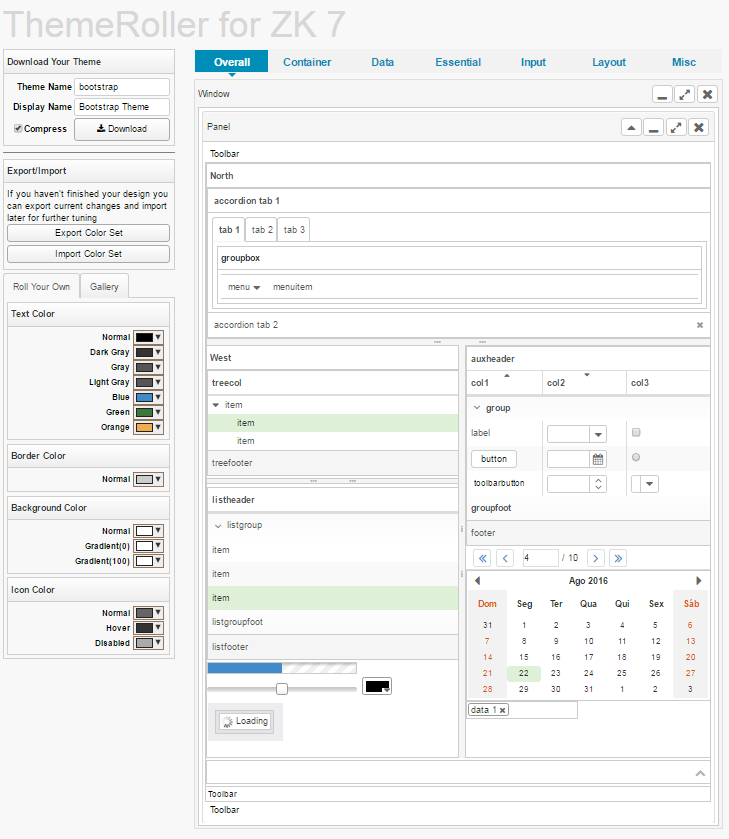 ThemeRoller for ZK 7
Download Your Theme
Theme Name bootstrap
Display Name Bootstrap Theme
Compress Download
Export/Import
If you haven't finished your design you
can export current changes and import
later for further tuning
Export Color Set
Import Color Set
Roll Your Own Gallery
Text Color
Normal
Dark Gray
Gray
Light Gray
Blue
Green
Orange
Border Color
Normal
Background Color
Normal
Gradient(0)
Gradient(100)
Icon Color
Normal
Hover
Disabled
Overall Container Data Essential Input Layout Misc
Window
Panel
Toolbar
North
accordion tab 1
tab 1 tab 2 tab 3
groupbox
menu menuitem
accordion tab 2
West
treecol
item
item
item
treefooter
listheader
listgroup
item
item
item
listgroupfoot
listfooter
Loading
auxheader
col1 col2 col3
group
label
button
toolbarbutton
groupfoot
footer
4 / 10
Ago 2016
Dom Seg Ter Qua Qui Sex Sáb
31 1 2 3 4 5 6
7 8 9 10 11 12 13
14 15 16 17 18 19 20
21 22 23 24 25 26 27
28 29 30 31 1 2 3
data 1
Toolbar
Toolbar